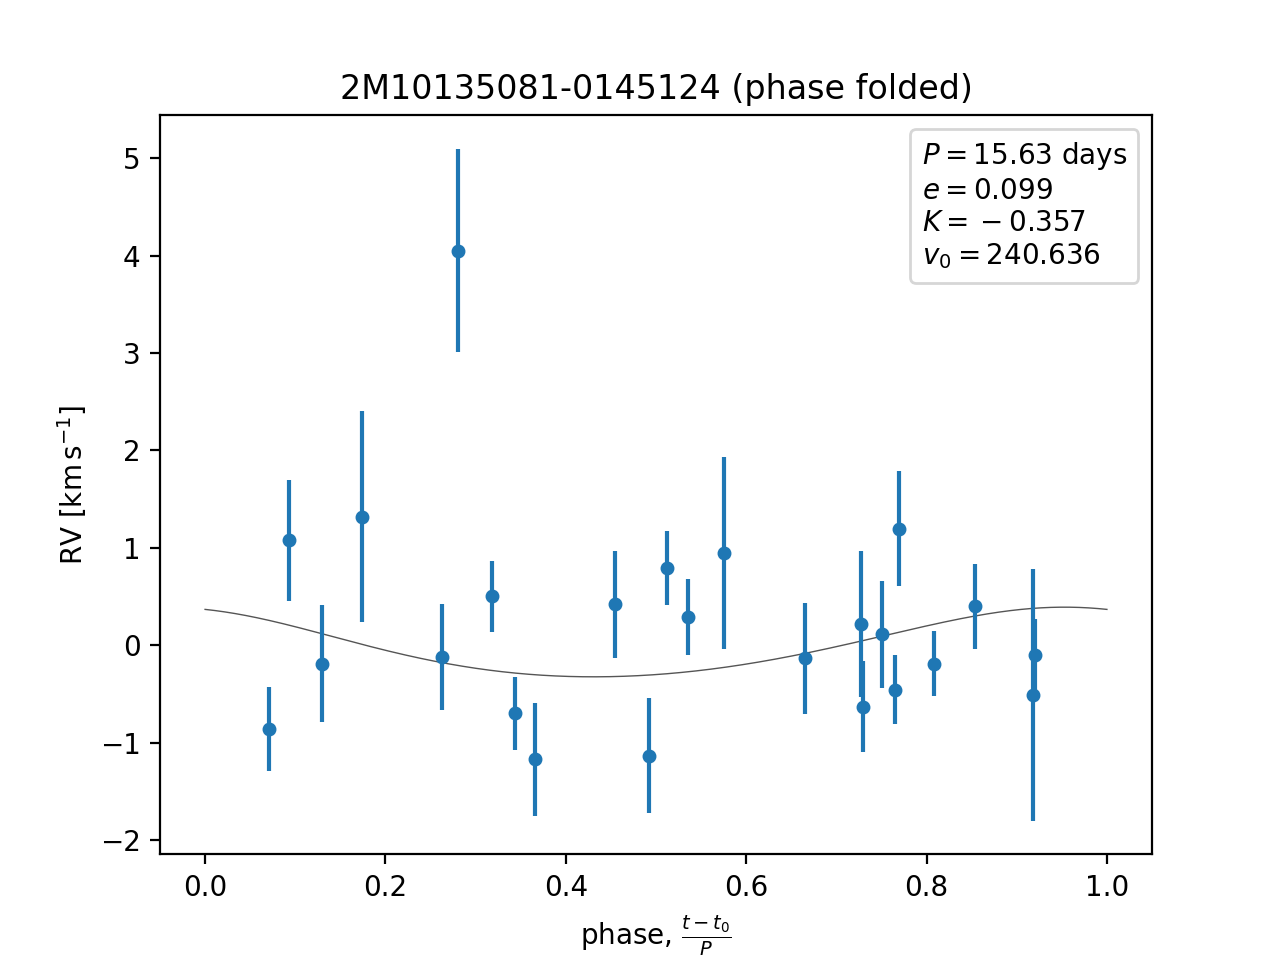 2M10135081-0145124 (phase folded)
P = 15.63 days
e = 0.099
K = −0.357
v₀ = 240.636
5
4
3
2
1
0
−1
−2
RV [km s⁻¹]
0.0 0.2 0.4 0.6 0.8 1.0
phase, (t − t₀)/P